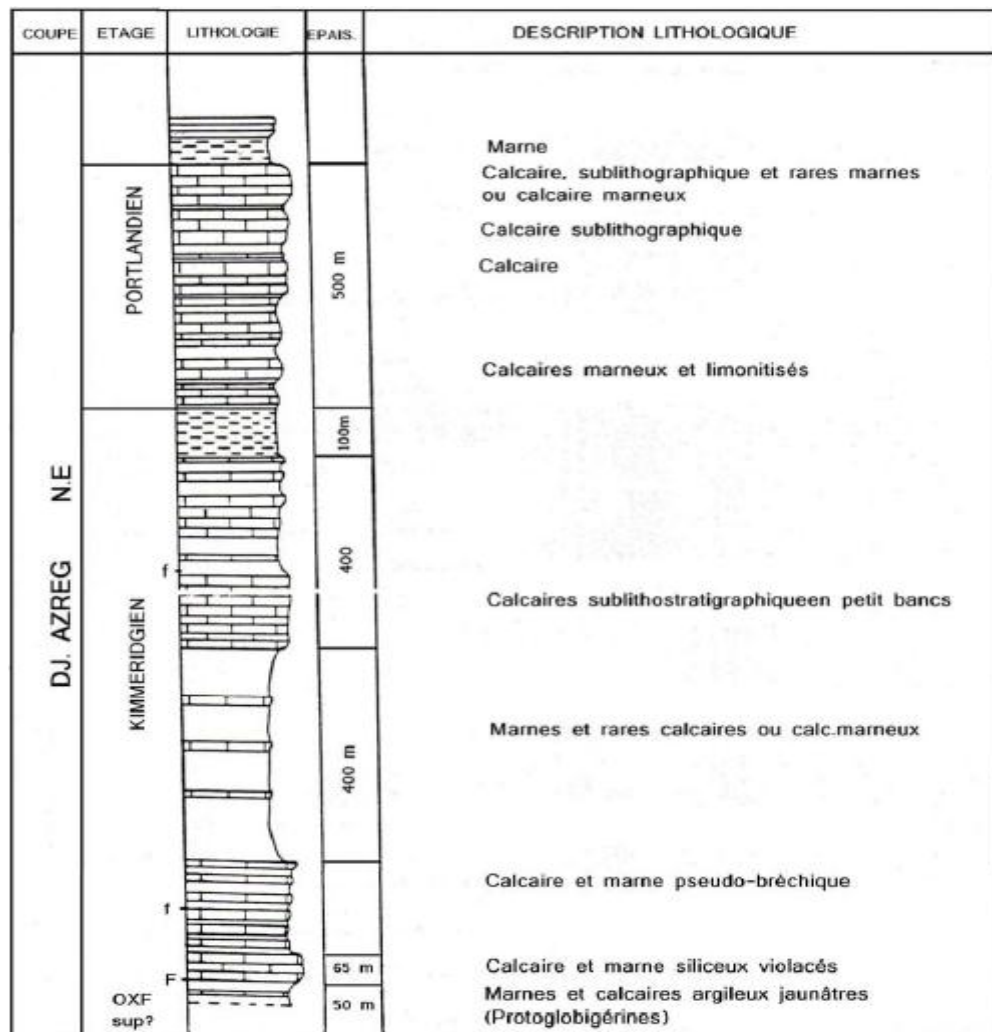 COUPE ETAGE LITHOLOGIE EPAIS. DESCRIPTION LITHOLOGIQUE
Marne
Calcaire, sublithographique et rares marnes
ou calcaire marneux
Calcaire sublithographique
Calcaire
PORTLANDIEN
500 m
Calcaires marneux et limonitisés
100m
DJ. AZREG N.E
KIMMERIDGIEN
f
400
Calcaires sublithostratigraphiqueen petit bancs
400 m
Marnes et rares calcaires ou calc.marneux
Calcaire et marne pseudo-brèchique
f
65 m
Calcaire et marne siliceux violacés
F
50 m
Marnes et calcaires argileux jaunâtres
(Protoglobigérines)
OXF
sup?